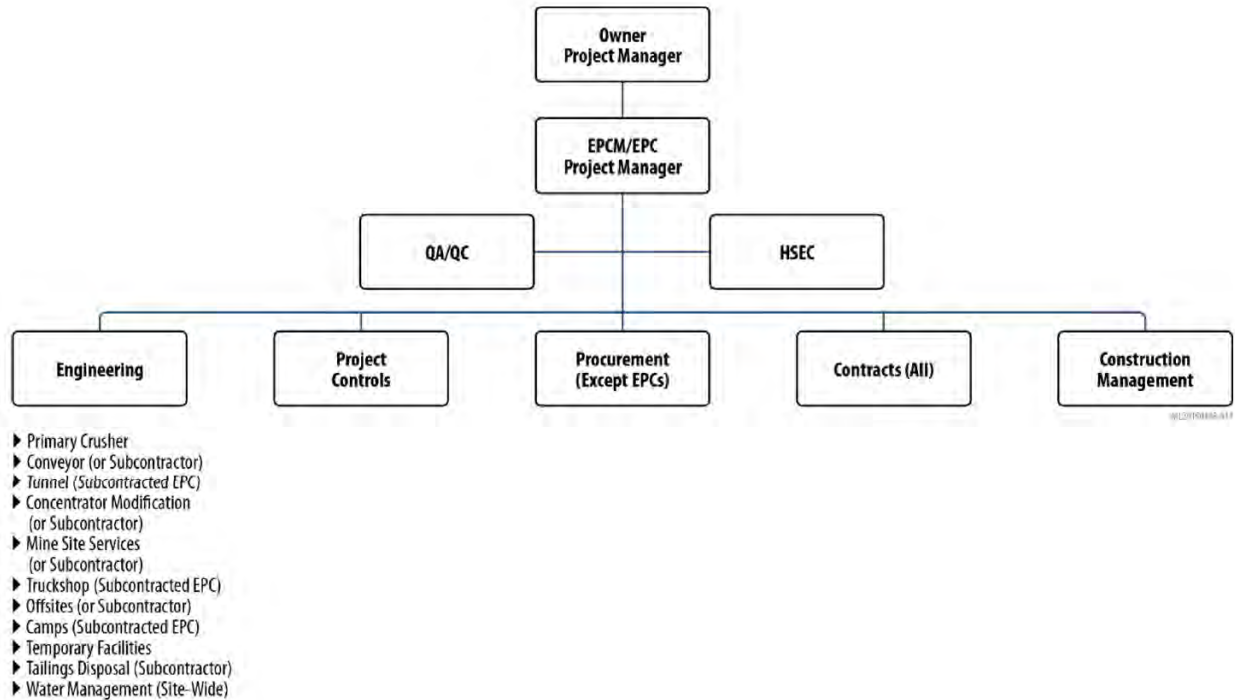 Owner
Project Manager
EPCM/EPC
Project Manager
QA/QC
HSEC
Engineering
Project
Controls
Procurement
(Except EPCs)
Contracts (All)
Construction
Management
▶ Primary Crusher
▶ Conveyor (or Subcontractor)
▶ Tunnel (Subcontracted EPC)
▶ Concentrator Modification
(or Subcontractor)
▶ Mine Site Services
(or Subcontractor)
▶ Truckshop (Subcontracted EPC)
▶ Offsites (or Subcontractor)
▶ Camps (Subcontracted EPC)
▶ Temporary Facilities
▶ Tailings Disposal (Subcontractor)
▶ Water Management (Site-Wide)